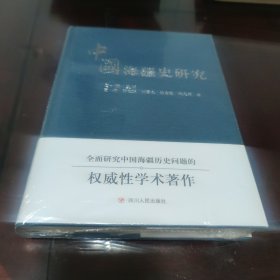 中國海疆史研究
全面研究中国海疆历史问题的
权威性学术著作
四川人民出版社